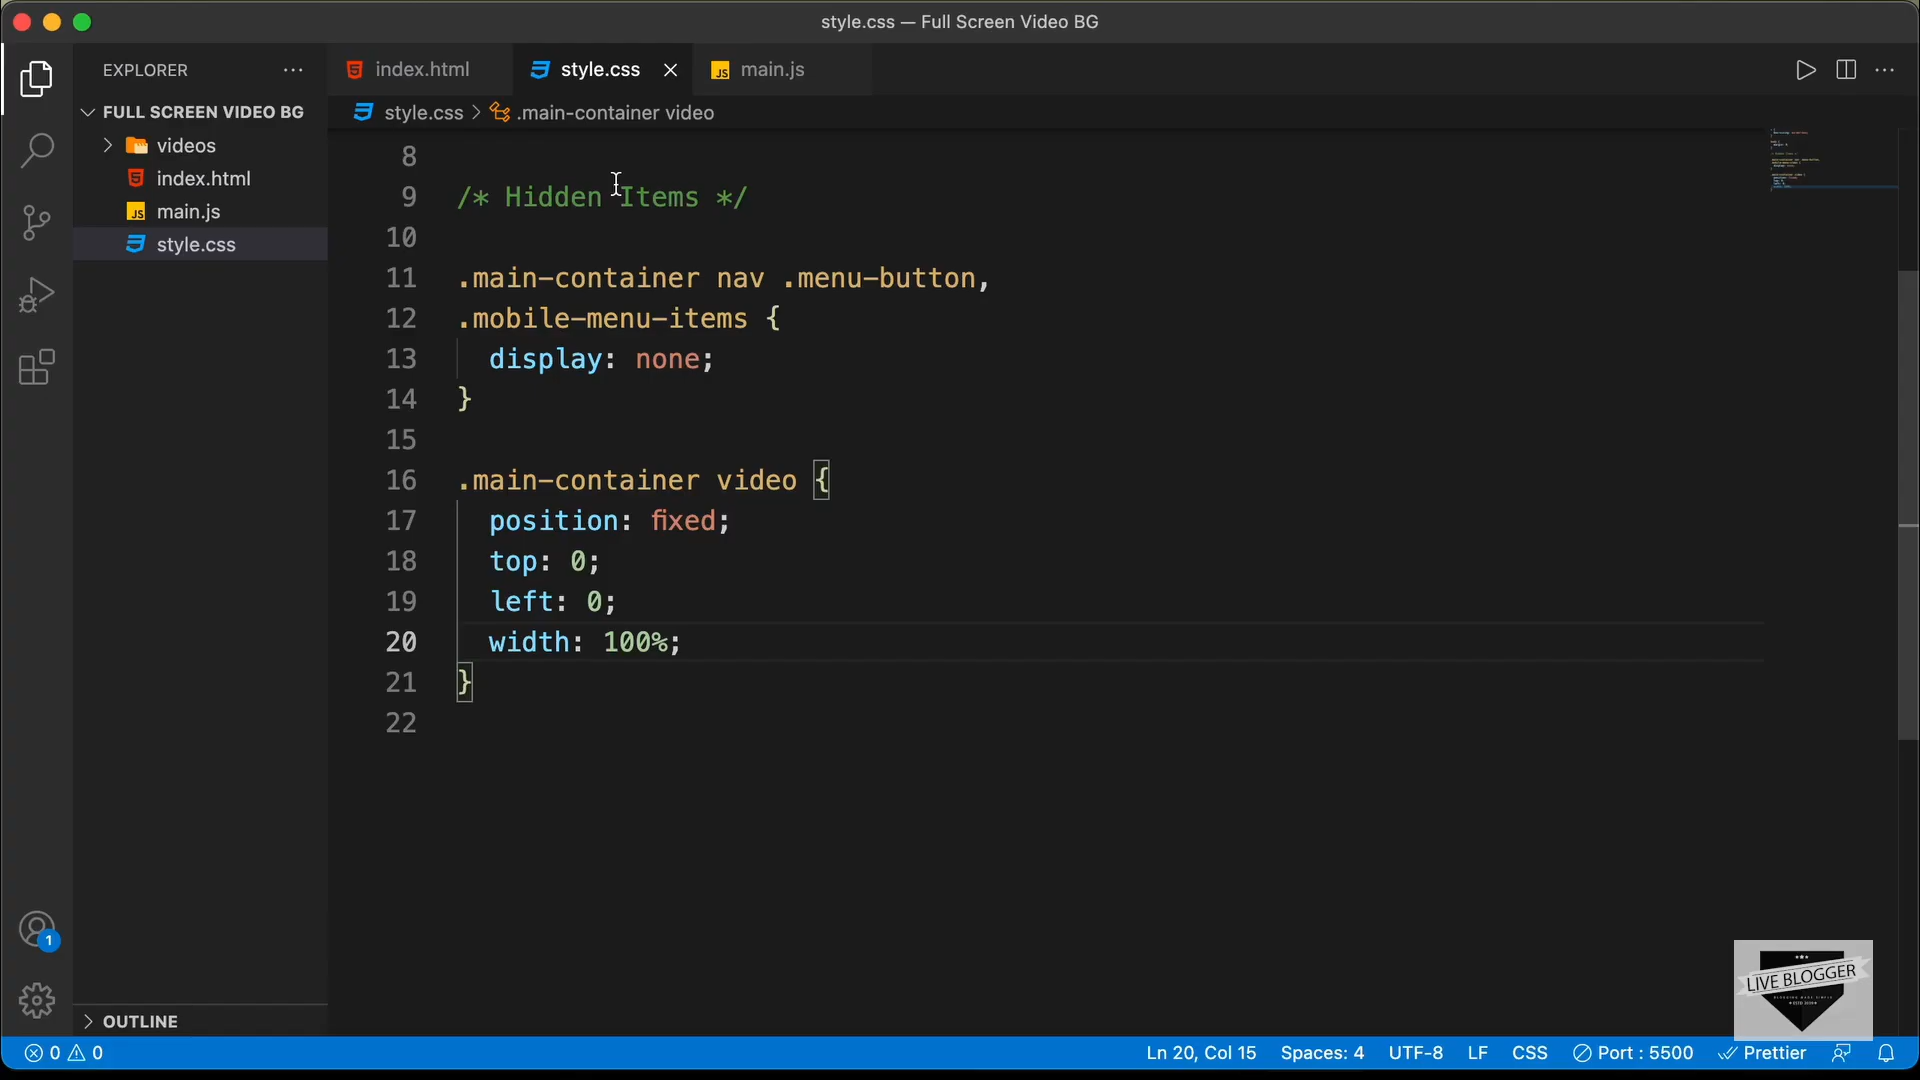 style.css — Full Screen Video BG
EXPLORER
index.html
style.css
JS main.js
FULL SCREEN VIDEO BG
style.css > .main-container video
videos
index.html
JS main.js
style.css
8
9 /* Hidden Items */
10
11 .main-container nav .menu-button,
12 .mobile-menu-items {
13 display: none;
14 }
15
16 .main-container video {
17 position: fixed;
18 top: 0;
19 left: 0;
20 width: 100%;
21 }
22
1
OUTLINE
LIVE BLOGGER
0 0
Ln 20, Col 15 Spaces: 4 UTF-8 LF CSS Port : 5500 Prettier